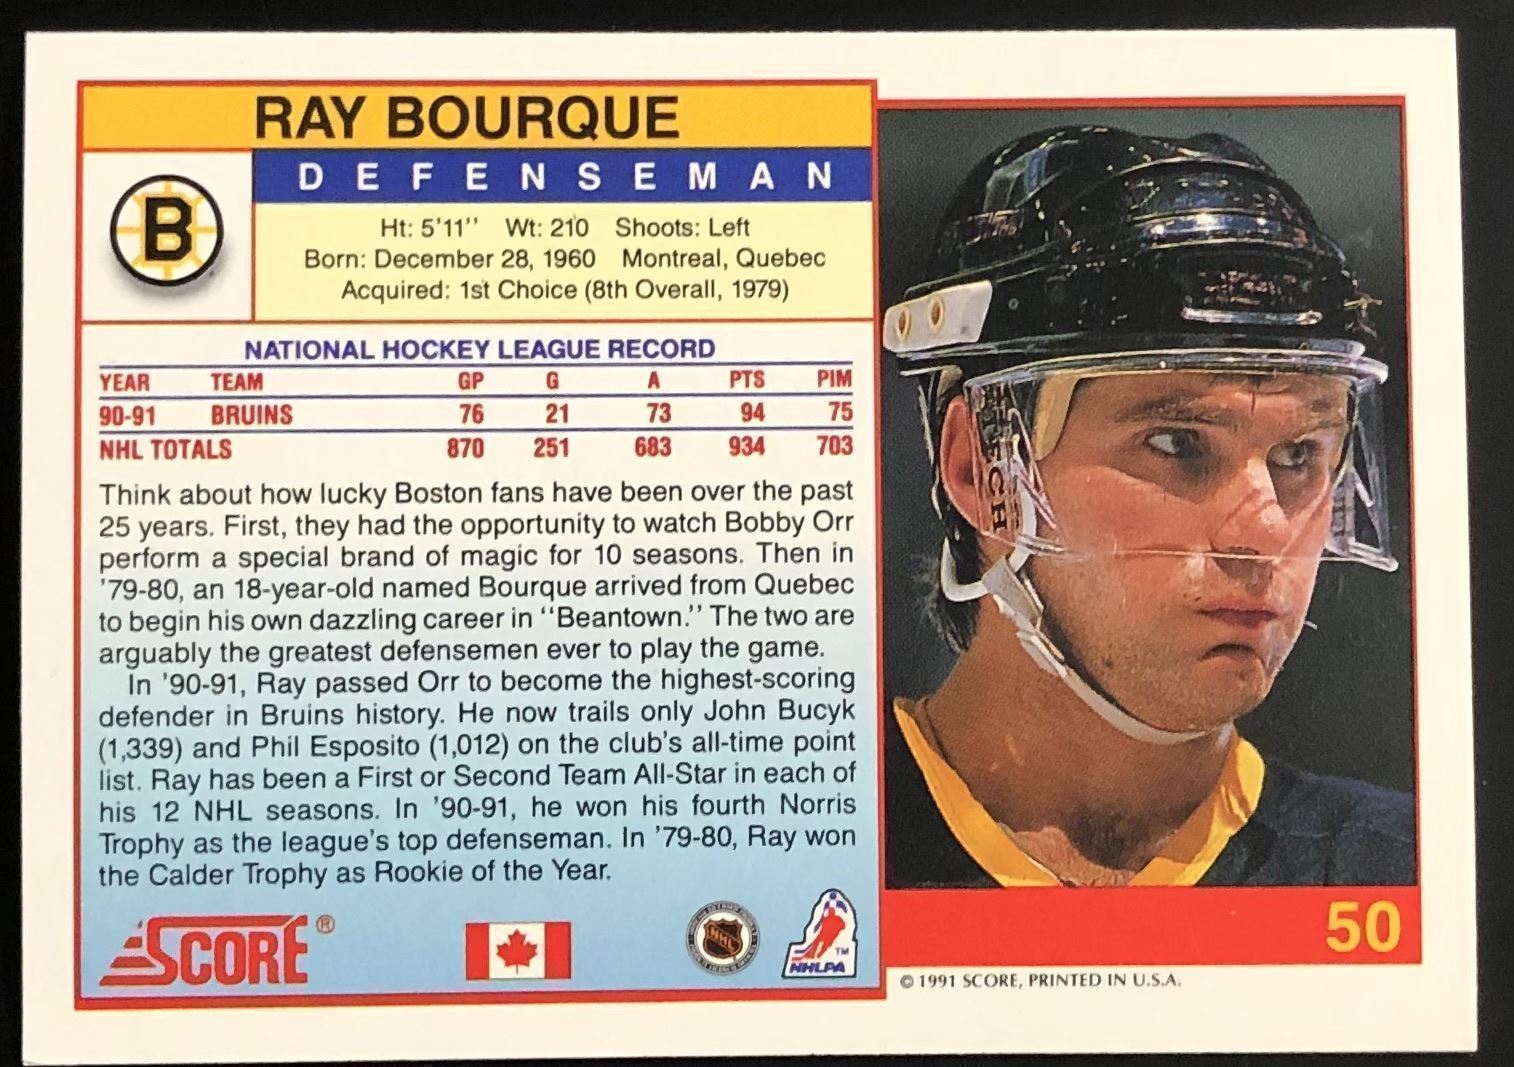 RAY BOURQUE
DEFENSEMAN
B
Ht: 5'11'' Wt: 210 Shoots: Left
Born: December 28, 1960 Montreal, Quebec
Acquired: 1st Choice (8th Overall, 1979)
NATIONAL HOCKEY LEAGUE RECORD
YEAR TEAM GP G A PTS PIM
90-91 BRUINS 76 21 73 94 75
NHL TOTALS 870 251 683 934 703
Think about how lucky Boston fans have been over the past
25 years. First, they had the opportunity to watch Bobby Orr
perform a special brand of magic for 10 seasons. Then in
'79-80, an 18-year-old named Bourque arrived from Quebec
to begin his own dazzling career in ''Beantown.'' The two are
arguably the greatest defensemen ever to play the game.
In '90-91, Ray passed Orr to become the highest-scoring
defender in Bruins history. He now trails only John Bucyk
(1,339) and Phil Esposito (1,012) on the club's all-time point
list. Ray has been a First or Second Team All-Star in each of
his 12 NHL seasons. In '90-91, he won his fourth Norris
Trophy as the league's top defenseman. In '79-80, Ray won
the Calder Trophy as Rookie of the Year.
SCORE®
NHL
NHLPA TM
50
© 1991 SCORE, PRINTED IN U.S.A.